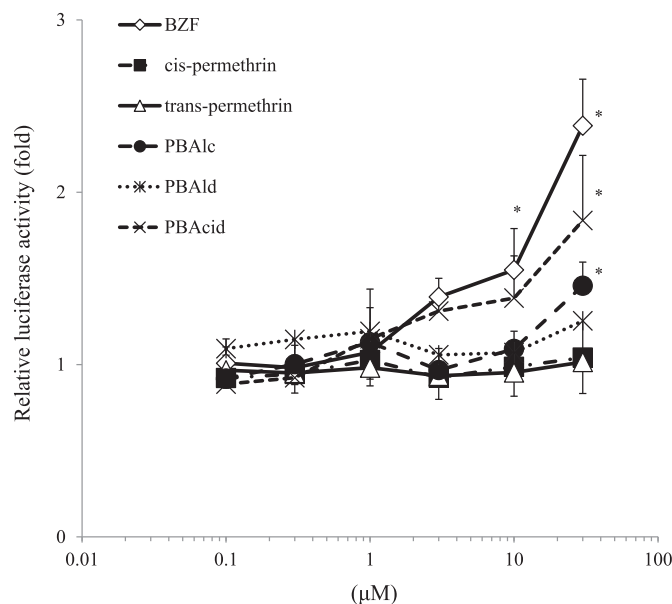 3
2
1
0
Relative luciferase activity (fold)
BZF
cis-permethrin
trans-permethrin
PBAlc
PBAld
PBAcid
*
*
*
*
0.01
0.1
1
10
100
(μM)